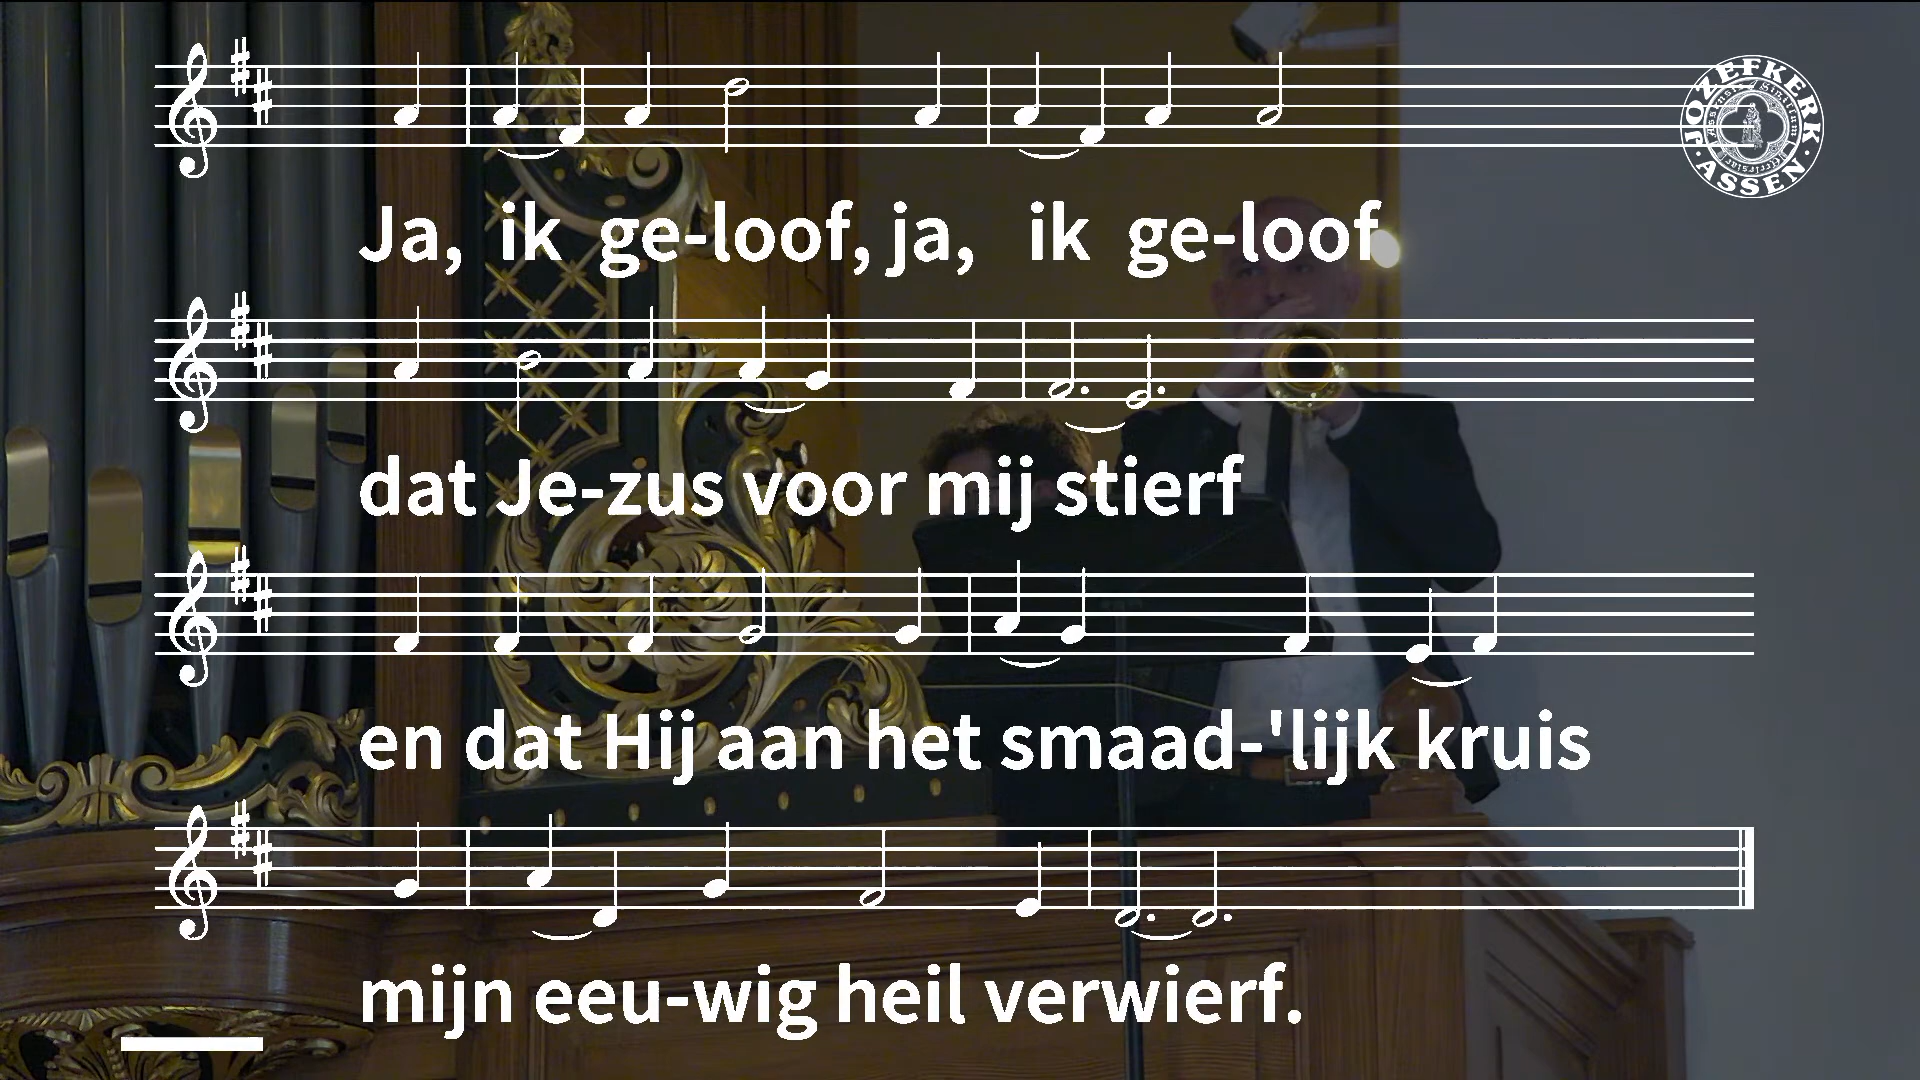 JOZEFKERK
· ASSEN ·
Ja, ik ge-loof, ja, ik ge-loof
dat Je-zus voor mij stierf
en dat Hij aan het smaad-'lijk kruis
mijn eeu-wig heil verwierf.